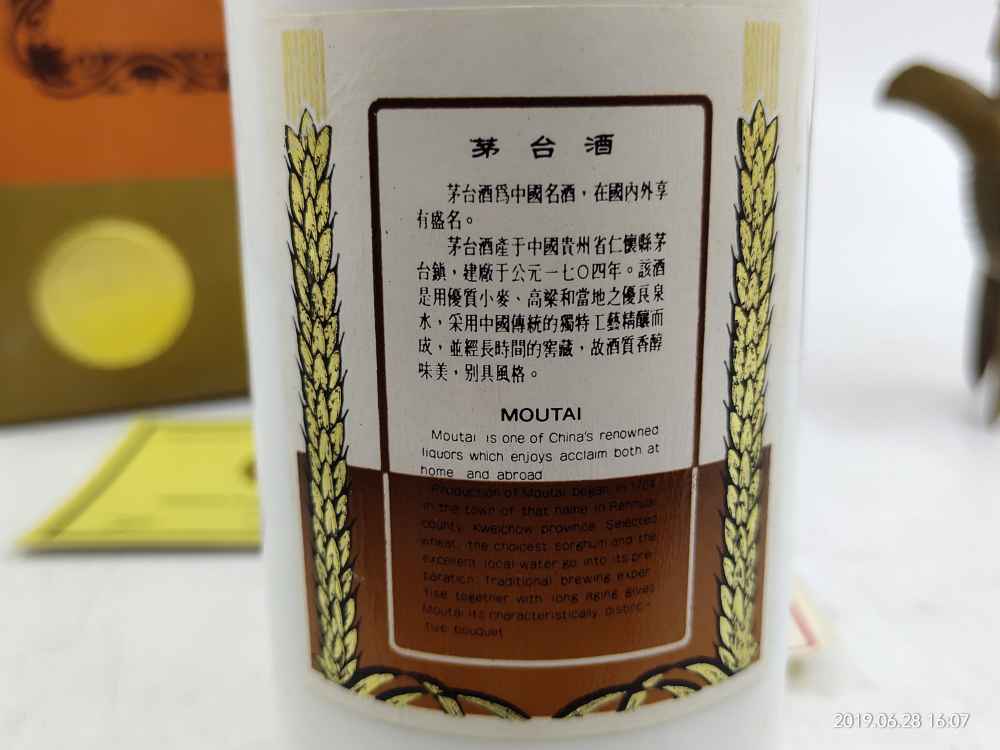 茅台酒
茅台酒爲中國名酒，在國內外享
有盛名。
茅台酒產于中國貴州省仁懷縣茅
台鎮，建廠于公元一七〇四年。該酒
是用優質小麥、高粱和當地之優良泉
水，采用中國傳統的獨特工藝精釀而
成，並經長時間的窖藏，故酒質香醇
味美，別具風格。
MOUTAI
Moutai is one of China's renowned
liquors which enjoys acclaim both at
home and abroad
Production of Moutai began in 1704
in the town of that name in Renhuai
county Kweichow province Selected
wheat, the choicest sorghum and the
excellent local water go into its pre-
paration Traditional brewing exper-
tise together with long aging gives
Moutai its characteristically distinc-
tive bouquet
2019.06.28 16:07